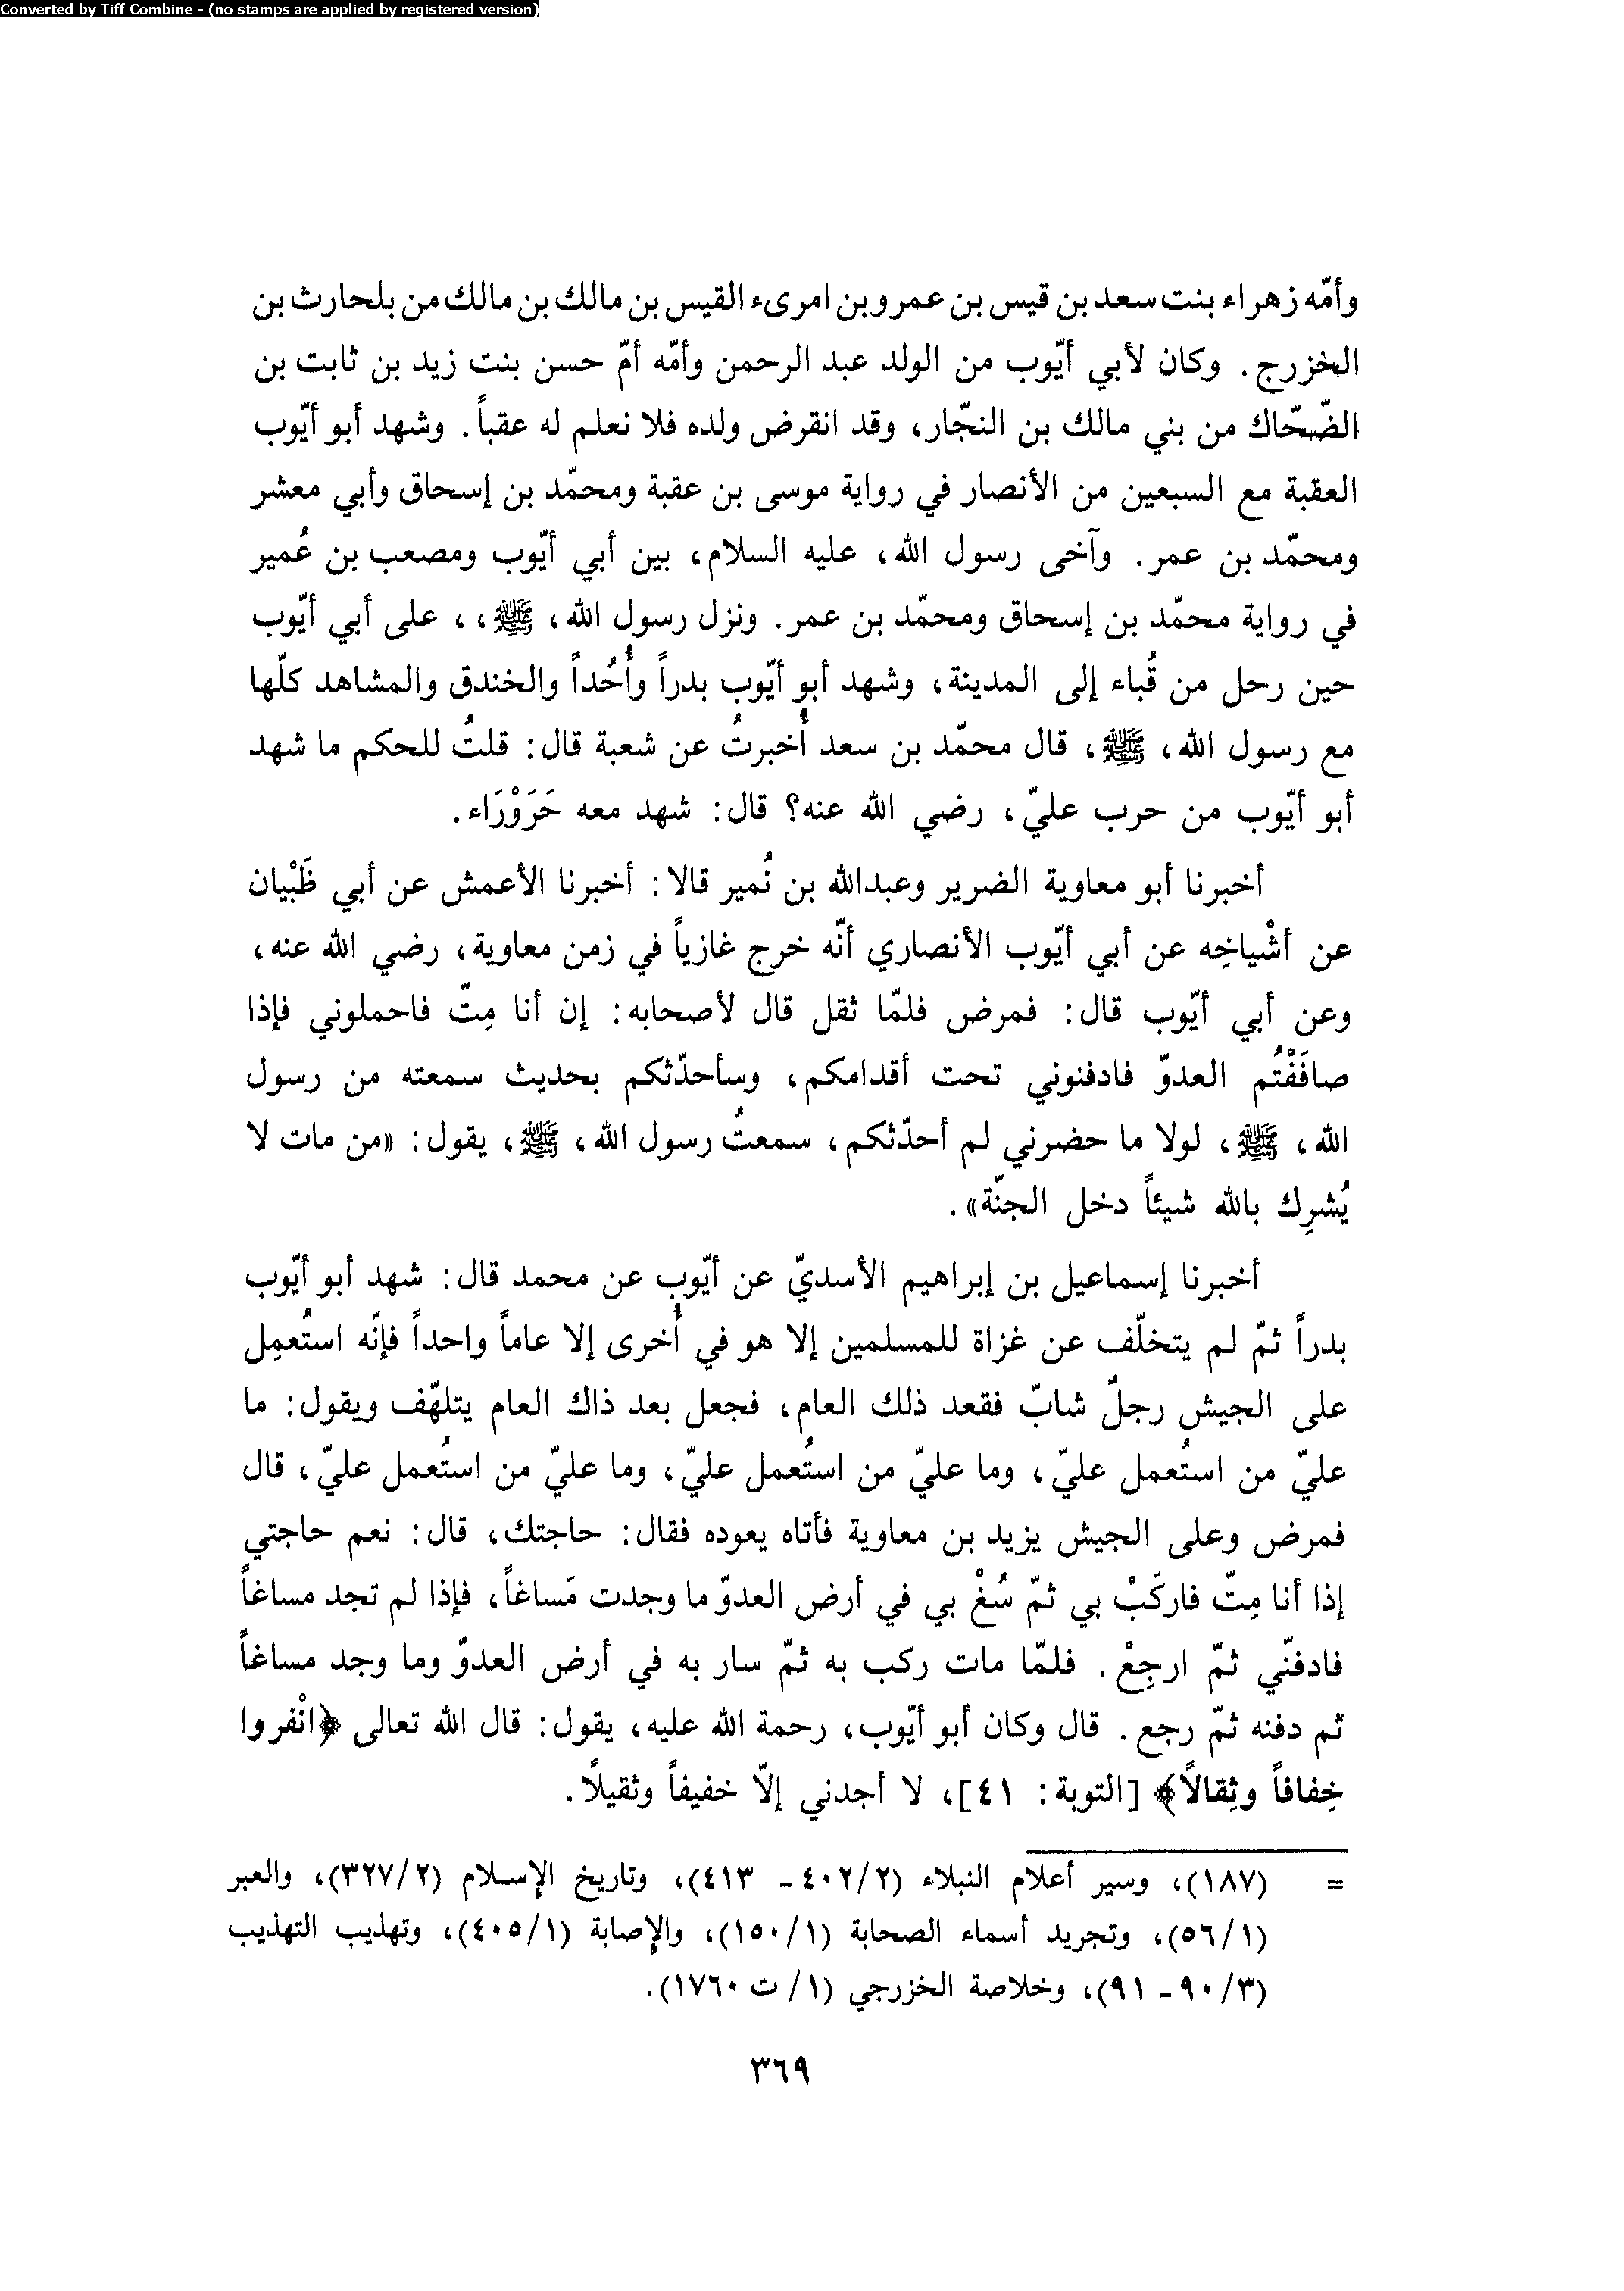 Converted by Tiff Combine - (no stamps are applied by registered version)
وأمّه زهراء بنت سعد بن قيس بن عمرو بن امرىء القيس بن مالك بن مالك من بلحارث بن
الخزرج. وكان لأبي أيّوب من الولد عبد الرحمن وأمّه أمّ حسن بنت زيد بن ثابت بن
الضّحّاك من بني مالك بن النجّار، وقد انقرض ولده فلا نعلم له عقباً. وشهد أبو أيّوب
العقبة مع السبعين من الأنصار في رواية موسى بن عقبة ومحمّد بن إسحاق وأبي معشر
ومحمّد بن عمر. وآخى رسول الله، عليه السلام، بين أبي أيّوب ومصعب بن عُمير
في رواية محمّد بن إسحاق ومحمّد بن عمر. ونزل رسول الله، ﷺ،، على أبي أيّوب
حين رحل من قُباء إلى المدينة، وشهد أبو أيّوب بدراً وأُحُداً والخندق والمشاهد كلّها
مع رسول الله، ﷺ، قال محمّد بن سعد أُخبرتُ عن شعبة قال: قلتُ للحكم ما شهد
أبو أيّوب من حرب عليّ، رضي الله عنه؟ قال: شهد معه حَرَوْرَاء.
أخبرنا أبو معاوية الضرير وعبدالله بن نُمير قالا: أخبرنا الأعمش عن أبي ظَبْيان
عن أشْياخِه عن أبي أيّوب الأنصاري أنّه خرج غازياً في زمن معاوية، رضي الله عنه،
وعن أبي أيّوب قال: فمرض فلمّا ثقل قال لأصحابه: إن أنا مِتّ فاحملوني فإذا
صافَفْتُم العدوّ فادفنوني تحت أقدامكم، وسأحدّثكم بحديث سمعته من رسول
الله، ﷺ، لولا ما حضرني لم أحدّثكم، سمعتُ رسول الله، ﷺ، يقول: «من مات لا
يُشرِك بالله شيئاً دخل الجنّة».
أخبرنا إسماعيل بن إبراهيم الأسديّ عن أيّوب عن محمد قال: شهد أبو أيّوب
بدراً ثمّ لم يتخلّف عن غزاة للمسلمين إلا هو في أُخرى إلا عاماً واحداً فإنّه استُعمِل
على الجيش رجلٌ شابّ فقعد ذلك العام، فجعل بعد ذاك العام يتلهّف ويقول: ما
عليّ من استُعمل عليّ، وما عليّ من استُعمل عليّ، وما عليّ من استُعمل عليّ، قال
فمرض وعلى الجيش يزيد بن معاوية فأتاه يعوده فقال: حاجتك، قال: نعم حاجتي
إذا أنا مِتّ فاركَبْ بي ثمّ سُغْ بي في أرض العدوّ ما وجدت مَساغاً، فإذا لم تجد مساغاً
فادفنّي ثمّ ارجِعْ. فلمّا مات ركب به ثمّ سار به في أرض العدوّ وما وجد مساغاً
ثم دفنه ثمّ رجع. قال وكان أبو أيّوب، رحمة الله عليه، يقول: قال الله تعالى ﴿انْفروا
خِفافاً وثِقالاً﴾ [التوبة: ٤١]، لا أجدني إلاّ خفيفاً وثقيلاً.
= (١٨٧)، وسير أعلام النبلاء (٤٠٢/٢ - ٤١٣)، وتاريخ الإسلام (٣٢٧/٢)، والعبر
(٥٦/١)، وتجريد أسماء الصحابة (١٥٠/١)، والإصابة (٤٠٥/١)، وتهذيب التهذيب
(٩٠/٣ - ٩١)، وخلاصة الخزرجي (١/ ت ١٧٦٠).
٣٦٩